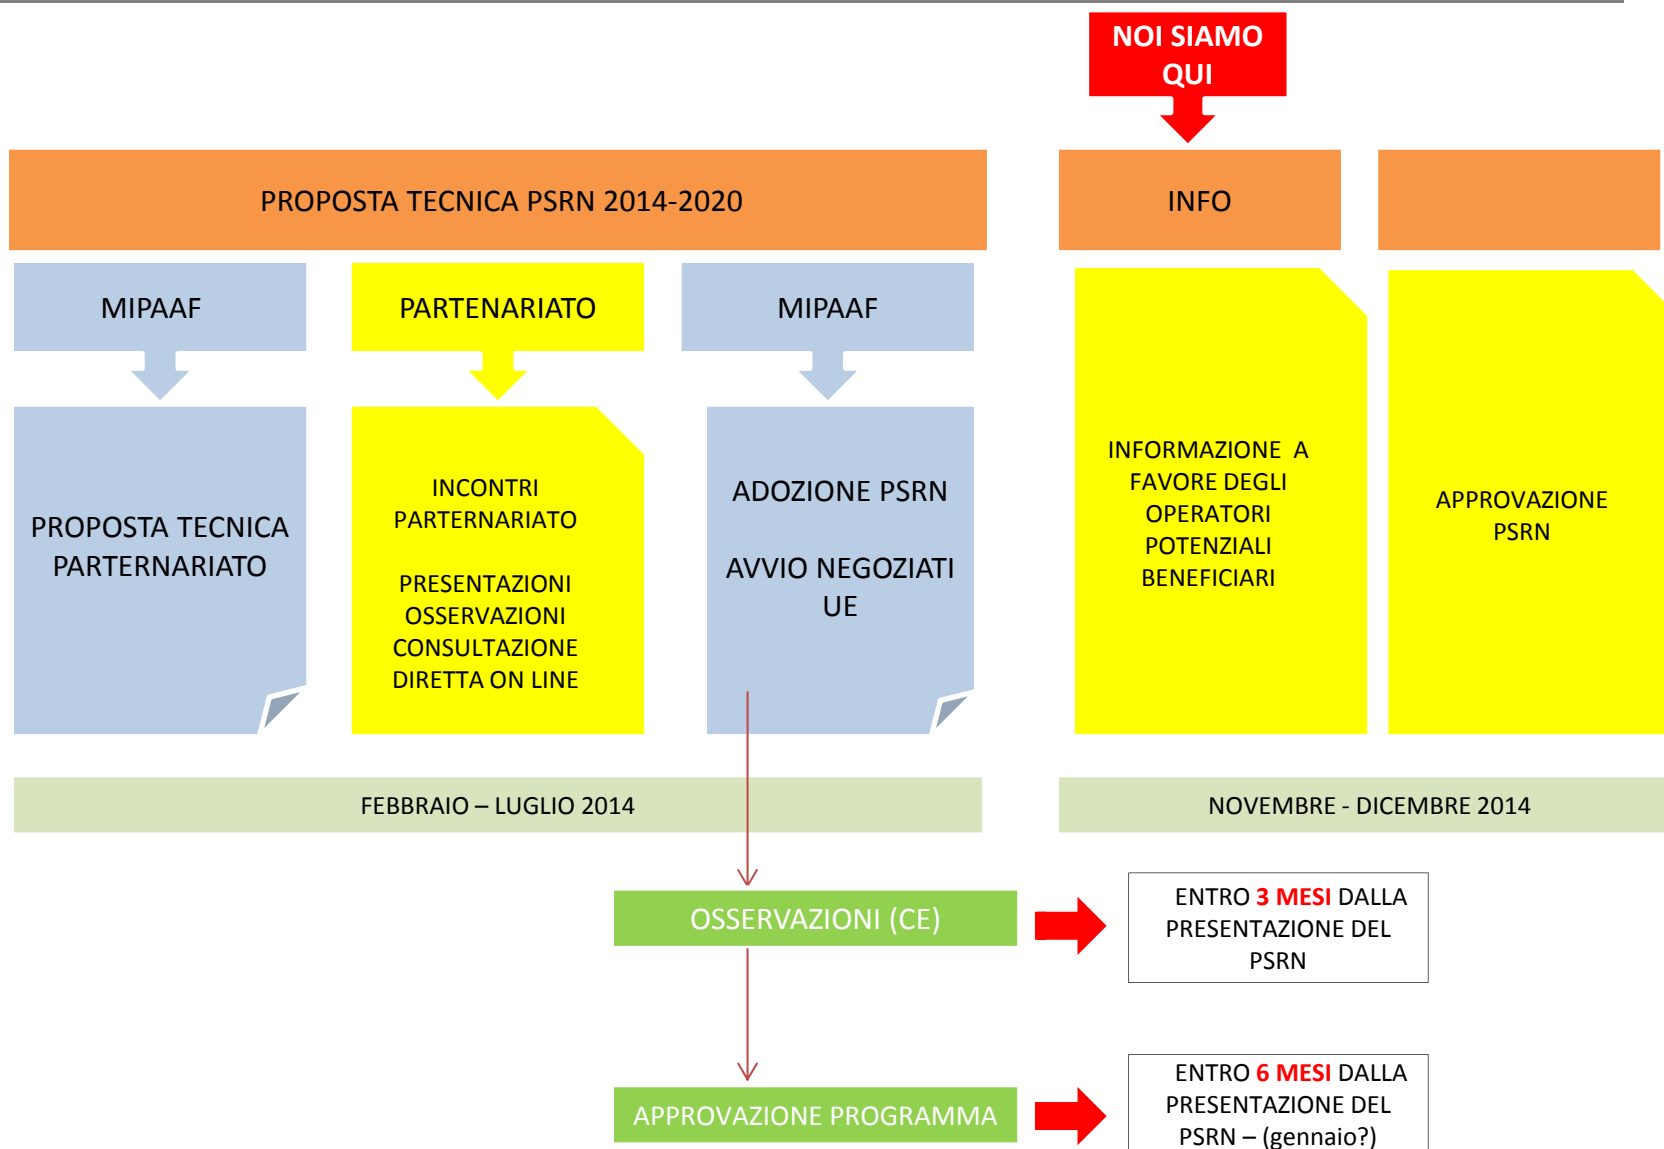 NOI SIAMO
QUI
PROPOSTA TECNICA PSRN 2014-2020
INFO
MIPAAF
PARTENARIATO
MIPAAF
PROPOSTA TECNICA
PARTERNARIATO
INCONTRI
PARTERNARIATO
PRESENTAZIONI
OSSERVAZIONI
CONSULTAZIONE
DIRETTA ON LINE
ADOZIONE PSRN
AVVIO NEGOZIATI
UE
INFORMAZIONE A
FAVORE DEGLI
OPERATORI
POTENZIALI
BENEFICIARI
APPROVAZIONE
PSRN
FEBBRAIO – LUGLIO 2014
NOVEMBRE - DICEMBRE 2014
OSSERVAZIONI (CE)
ENTRO 3 MESI DALLA
PRESENTAZIONE DEL
PSRN
APPROVAZIONE PROGRAMMA
ENTRO 6 MESI DALLA
PRESENTAZIONE DEL
PSRN – (gennaio?)